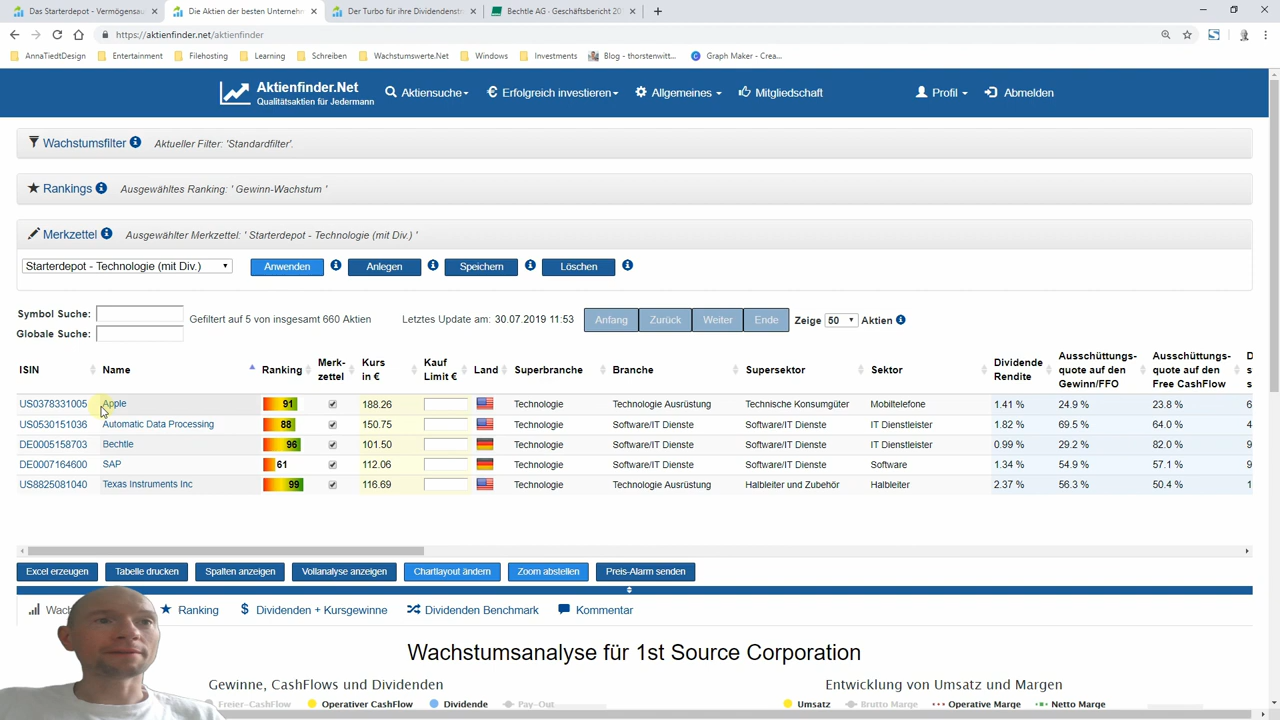 Das Starterdepot - Vermögensau
Die Aktien der besten Unternehm
Der Turbo für ihre Dividendenst
Bechtle AG - Geschäftsbericht 20
https://aktienfinder.net/aktienfinder
AnnaTiedtDesign
Entertainment
Filehosting
Learning
Schreiben
Wachstumswerte.Net
Windows
Investments
Blog - thorstenwitt...
Graph Maker - Crea...
Aktienfinder.Net
Qualitätsaktien für Jedermann
Aktiensuche
Erfolgreich investieren
Allgemeines
Mitgliedschaft
Profil
Abmelden
Wachstumsfilter Aktueller Filter: 'Standardfilter'.
Rankings Ausgewähltes Ranking: ' Gewinn-Wachstum '
Merkzettel Ausgewählter Merkzettel: ' Starterdepot - Technologie (mit Div.) '
Starterdepot - Technologie (mit Div.) Anwenden Anlegen Speichern Löschen
Symbol Suche:
Globale Suche:
Gefiltert auf 5 von insgesamt 660 Aktien Letztes Update am: 30.07.2019 11:53 Anfang Zurück Weiter Ende Zeige 50 Aktien
ISIN Name Ranking Merk-zettel Kurs in € Kauf Limit € Land Superbranche Branche Supersektor Sektor Dividende Rendite Ausschüttungs-quote auf den Gewinn/FFO Ausschüttungs-quote auf den Free CashFlow D s s
US0378331005 Apple 91 188.26 Technologie Technologie Ausrüstung Technische Konsumgüter Mobiltelefone 1.41 % 24.9 % 23.8 % 6
US0530151036 Automatic Data Processing 88 150.75 Technologie Software/IT Dienste Software/IT Dienste IT Dienstleister 1.82 % 69.5 % 64.0 % 4
DE0005158703 Bechtle 96 101.50 Technologie Software/IT Dienste Software/IT Dienste IT Dienstleister 0.99 % 29.2 % 82.0 % 9
DE0007164600 SAP 61 112.06 Technologie Software/IT Dienste Software/IT Dienste Software 1.34 % 54.9 % 57.1 % 9
US8825081040 Texas Instruments Inc 99 116.69 Technologie Technologie Ausrüstung Halbleiter und Zubehör Halbleiter 2.37 % 56.3 % 50.4 % 1
Excel erzeugen Tabelle drucken Spalten anzeigen Vollanalyse anzeigen Chartlayout ändern Zoom abstellen Preis-Alarm senden
Wac Ranking Dividenden + Kursgewinne Dividenden Benchmark Kommentar
Wachstumsanalyse für 1st Source Corporation
Gewinne, CashFlows und Dividenden
Entwicklung von Umsatz und Margen
Freier-CashFlow Operativer CashFlow Dividende Pay-Out
Umsatz Brutto Marge Operative Marge Netto Marge